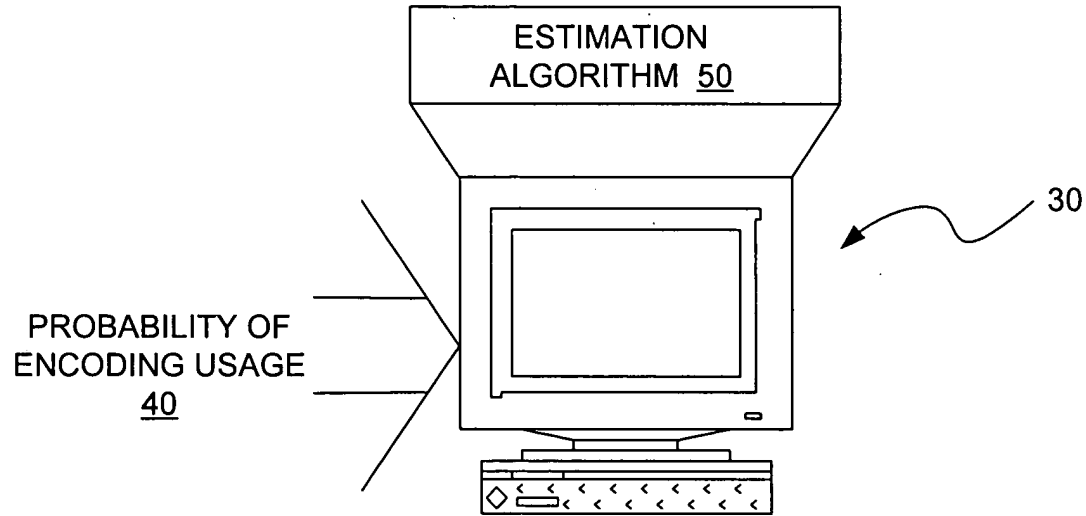 ESTIMATION
ALGORITHM 50
30
PROBABILITY OF
ENCODING USAGE
40